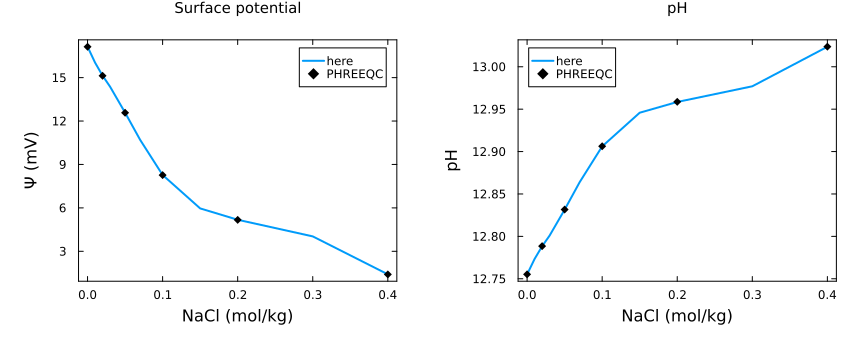 Surface potential
here
PHREEQC
15
12
9
6
3
Ψ (mV)
0.0 0.1 0.2 0.3 0.4
NaCl (mol/kg)
pH
here
PHREEQC
13.00
12.95
12.90
12.85
12.80
12.75
pH
0.0 0.1 0.2 0.3 0.4
NaCl (mol/kg)